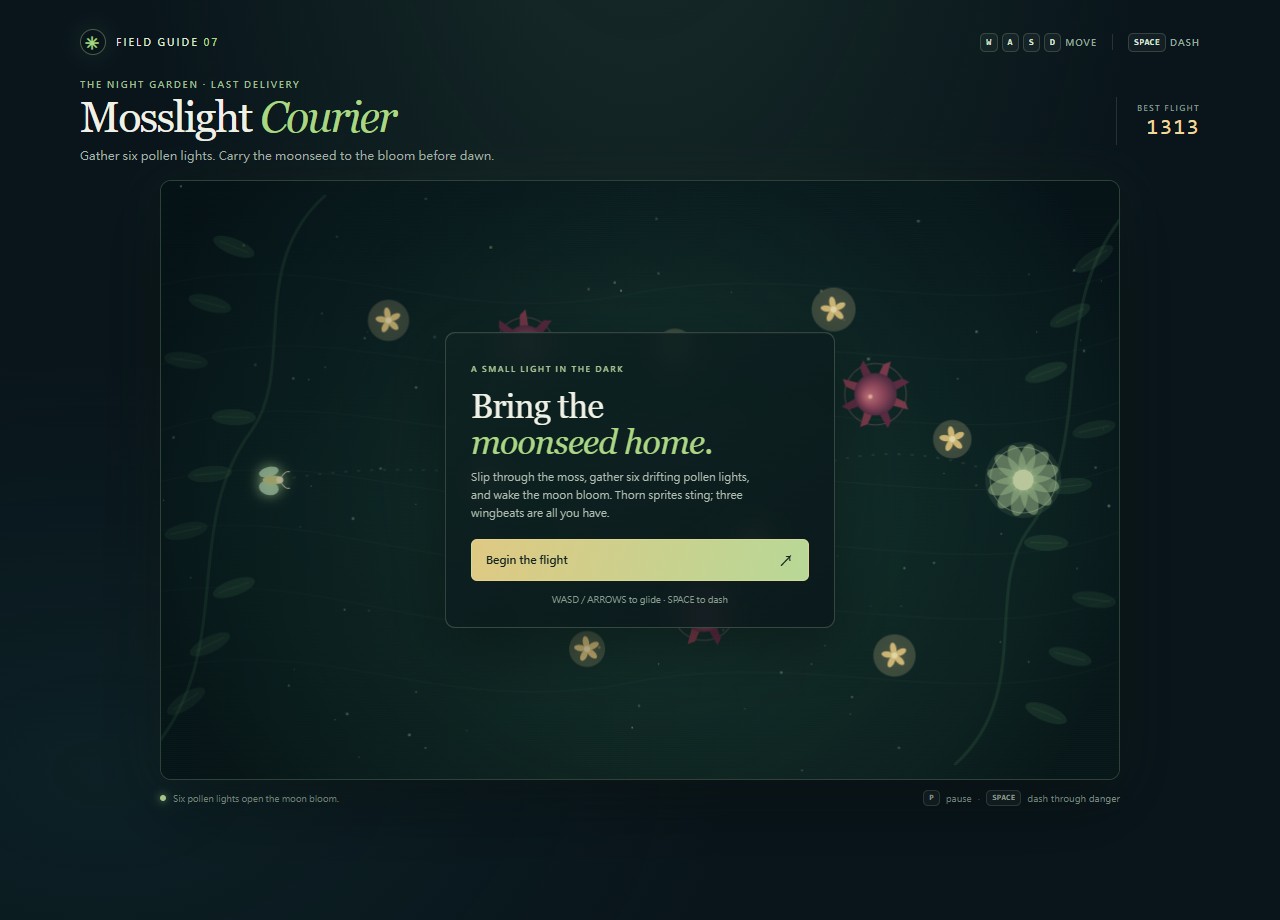 FIELD GUIDE 07
W A S D MOVE
SPACE DASH
THE NIGHT GARDEN · LAST DELIVERY
Mosslight Courier
BEST FLIGHT
1313
Gather six pollen lights. Carry the moonseed to the bloom before dawn.
A SMALL LIGHT IN THE DARK
Bring the
moonseed home.
Slip through the moss, gather six drifting pollen lights,
and wake the moon bloom. Thorn sprites sting; three
wingbeats are all you have.
Begin the flight ↗
WASD / ARROWS to glide · SPACE to dash
Six pollen lights open the moon bloom.
P pause · SPACE dash through danger